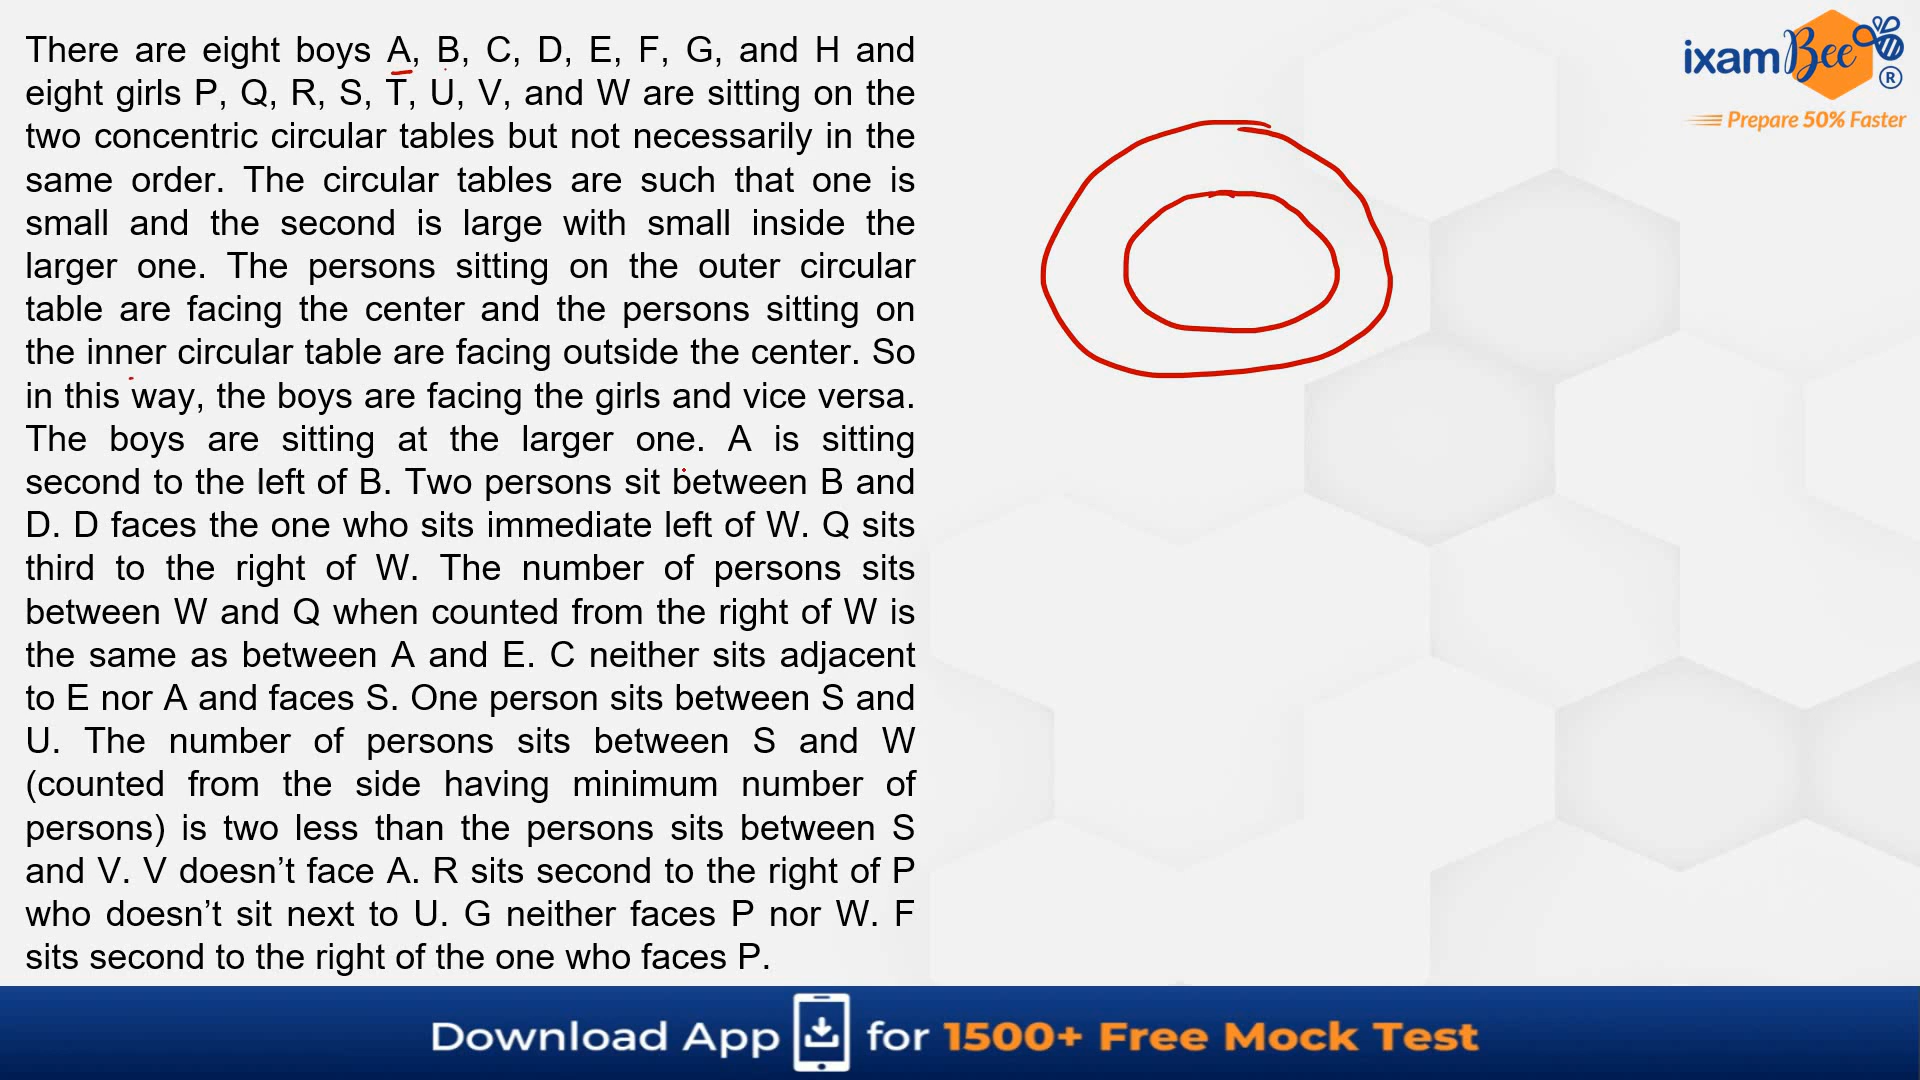 There are eight boys A, B, C, D, E, F, G, and H and
eight girls P, Q, R, S, T, U, V, and W are sitting on the
two concentric circular tables but not necessarily in the
same order. The circular tables are such that one is
small and the second is large with small inside the
larger one. The persons sitting on the outer circular
table are facing the center and the persons sitting on
the inner circular table are facing outside the center. So
in this way, the boys are facing the girls and vice versa.
The boys are sitting at the larger one. A is sitting
second to the left of B. Two persons sit between B and
D. D faces the one who sits immediate left of W. Q sits
third to the right of W. The number of persons sits
between W and Q when counted from the right of W is
the same as between A and E. C neither sits adjacent
to E nor A and faces S. One person sits between S and
U. The number of persons sits between S and W
(counted from the side having minimum number of
persons) is two less than the persons sits between S
and V. V doesn’t face A. R sits second to the right of P
who doesn’t sit next to U. G neither faces P nor W. F
sits second to the right of the one who faces P.
ixamBee ®
Prepare 50% Faster
Download App for 1500+ Free Mock Test